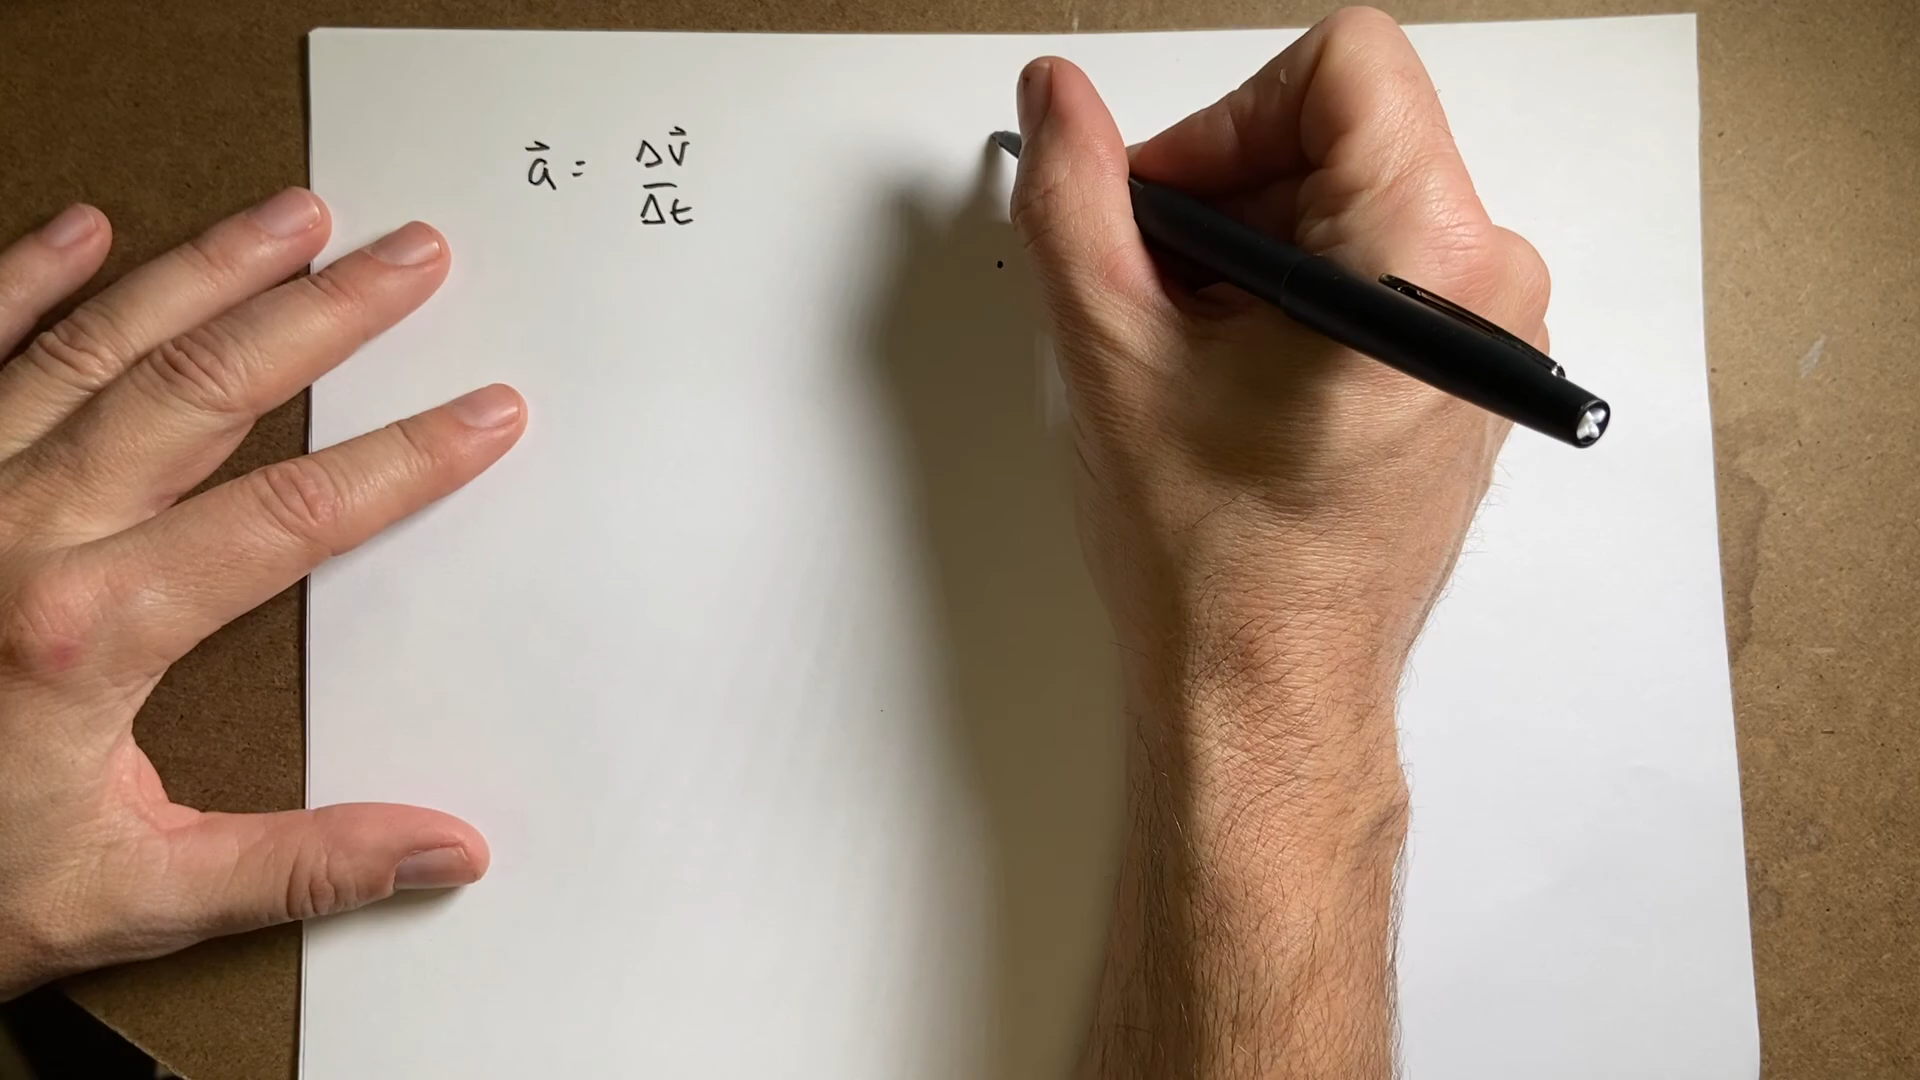 a⃗ = Δv⃗ / Δt